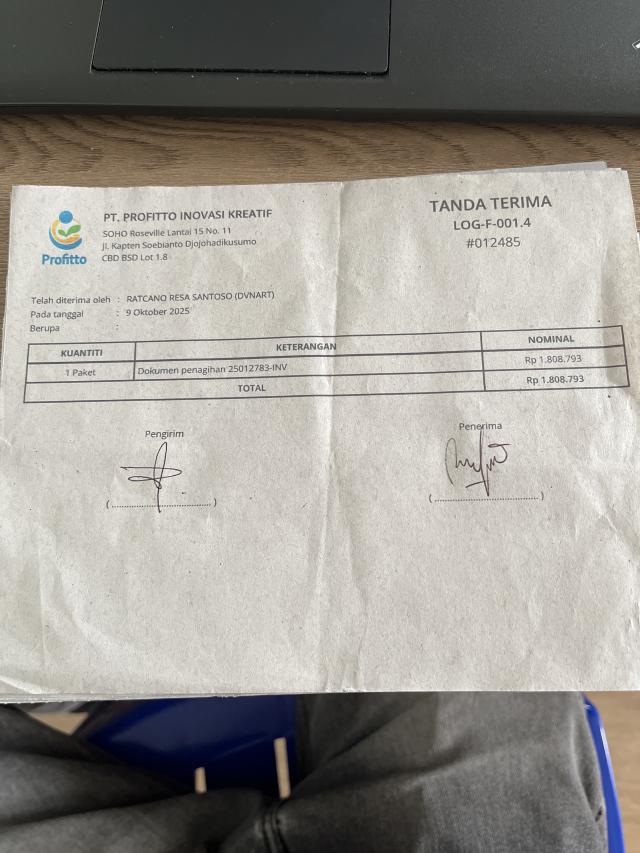 Profitto
PT. PROFITTO INOVASI KREATIF
SOHO Roseville Lantai 15 No. 11
Jl. Kapten Soebianto Djojohadikusumo
CBD BSD Lot 1.8
TANDA TERIMA
LOG-F-001.4
#012485
Telah diterima oleh : RATCANO RESA SANTOSO (DVNART)
Pada tanggal : 9 Oktober 2025
Berupa :
KUANTITI KETERANGAN NOMINAL
1 Paket Dokumen penagihan 25012783-INV Rp 1.808.793
TOTAL Rp 1.808.793
Pengirim Penerima
(..................................) (..................................)